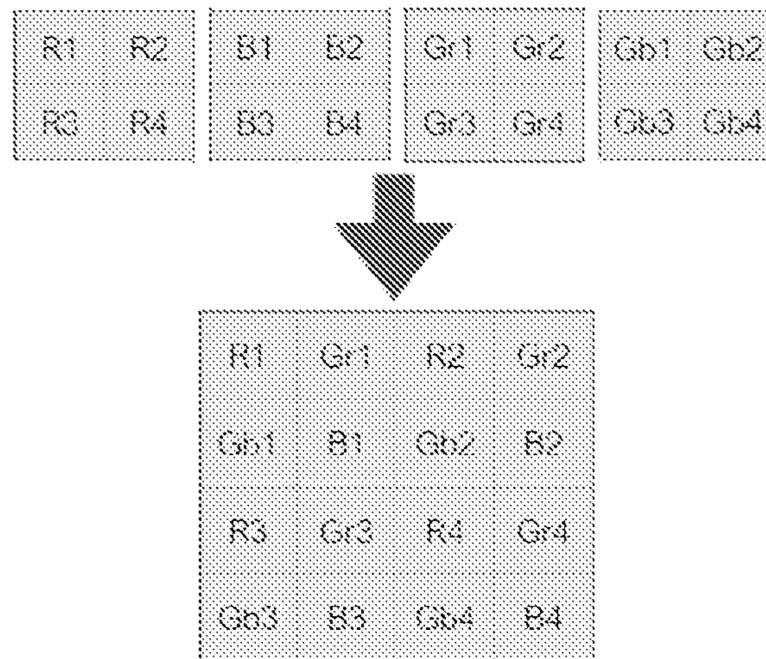 R1 R2 B1 B2 Gr1 Gr2 Gb1 Gb2
R3 R4 B3 B4 Gr3 Gr4 Gb3 Gb4
R1 Gr1 R2 Gr2
Gb1 B1 Gb2 B2
R3 Gr3 R4 Gr4
Gb3 B3 Gb4 B4